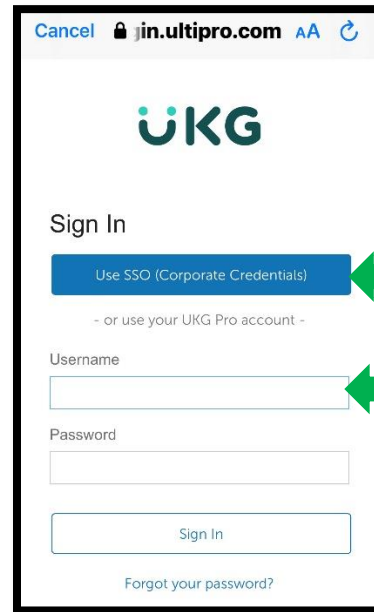 Cancel gin.ultipro.com AA
UKG
Sign In
Use SSO (Corporate Credentials)
- or use your UKG Pro account -
Username
Password
Sign In
Forgot your password?